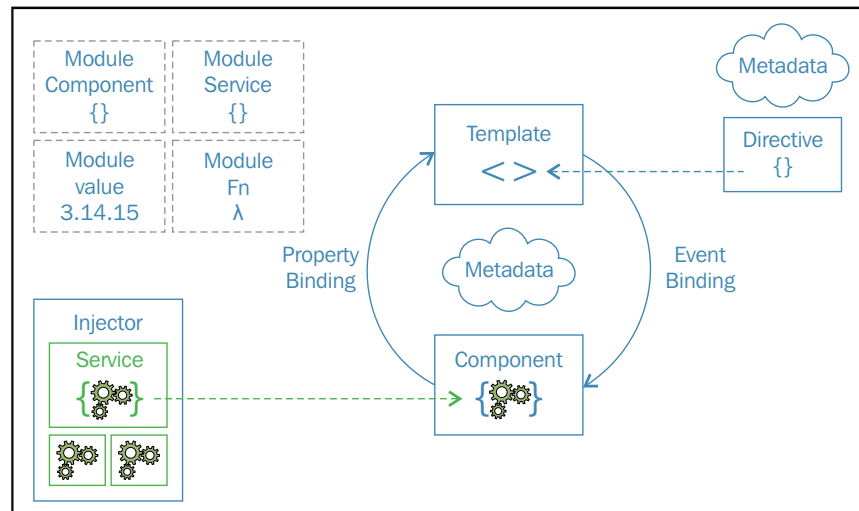 Module
Component
{}
Module
Service
{}
Module
value
3.14.15
Module
Fn
λ
Metadata
Template
< >
Directive
{}
Property
Binding
Metadata
Event
Binding
Injector
Service
{ }
Component
{ }